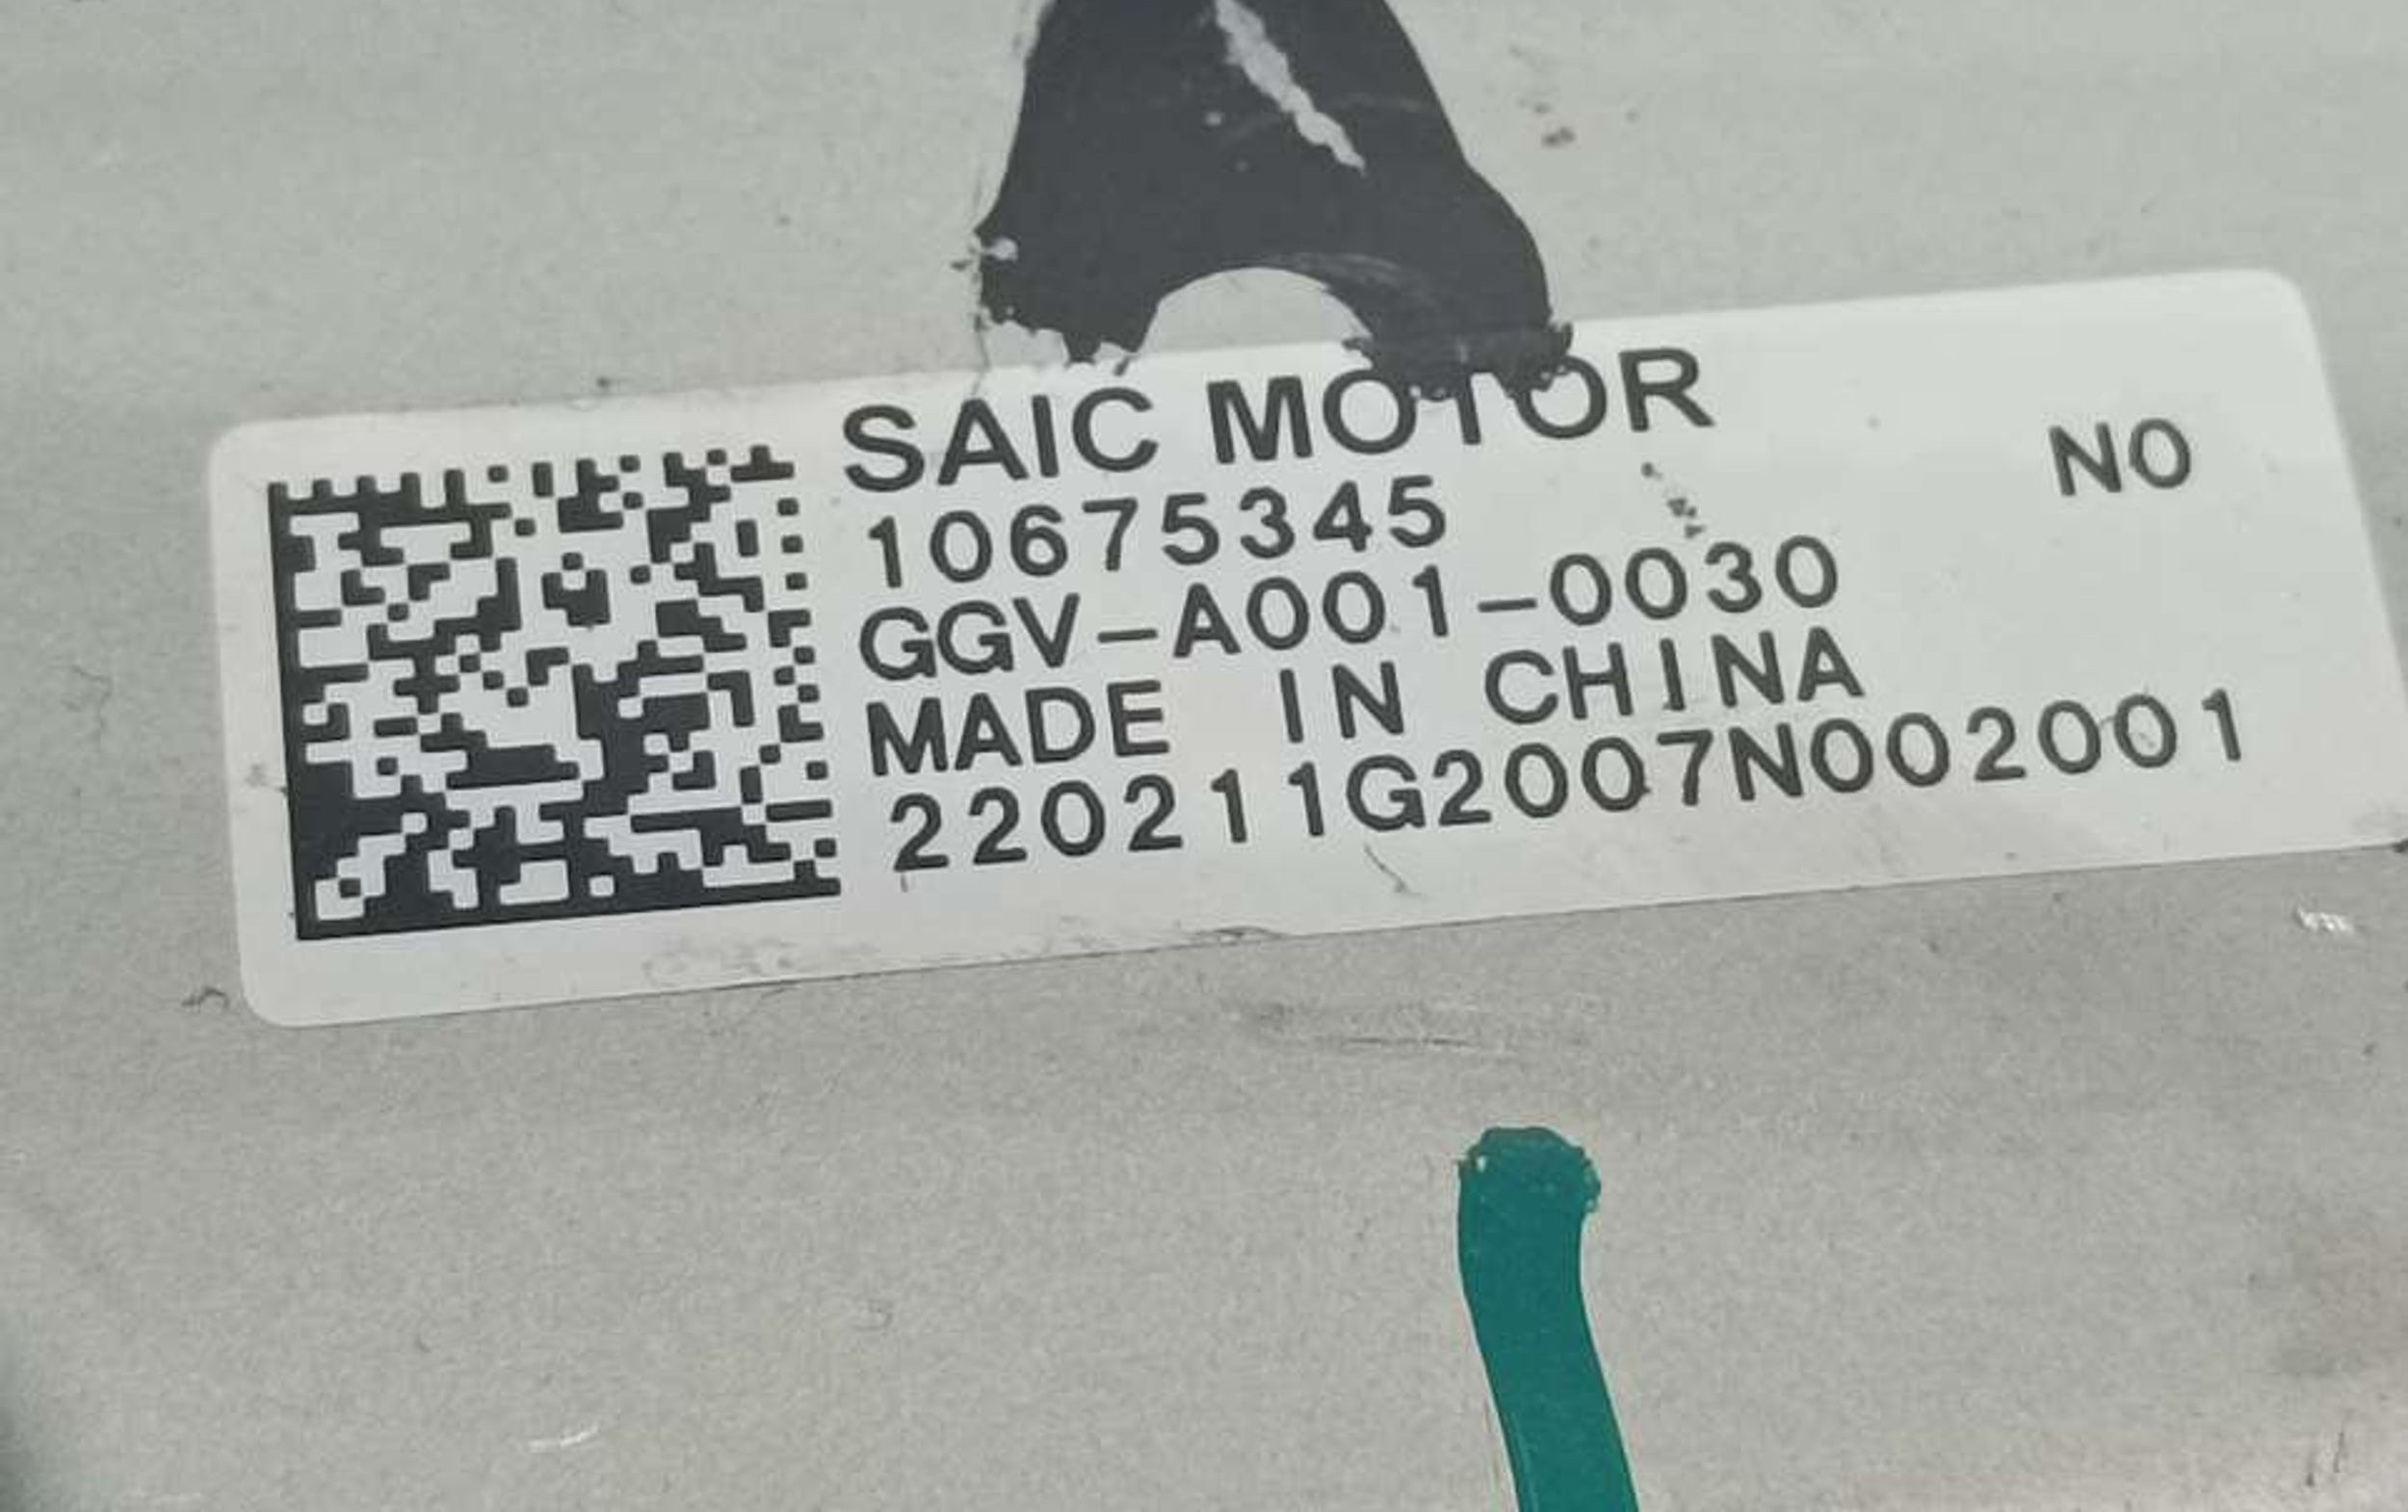 SAIC MOTOR
10675345 NO
GGV-A001-0030
MADE IN CHINA
220211G2007N002001